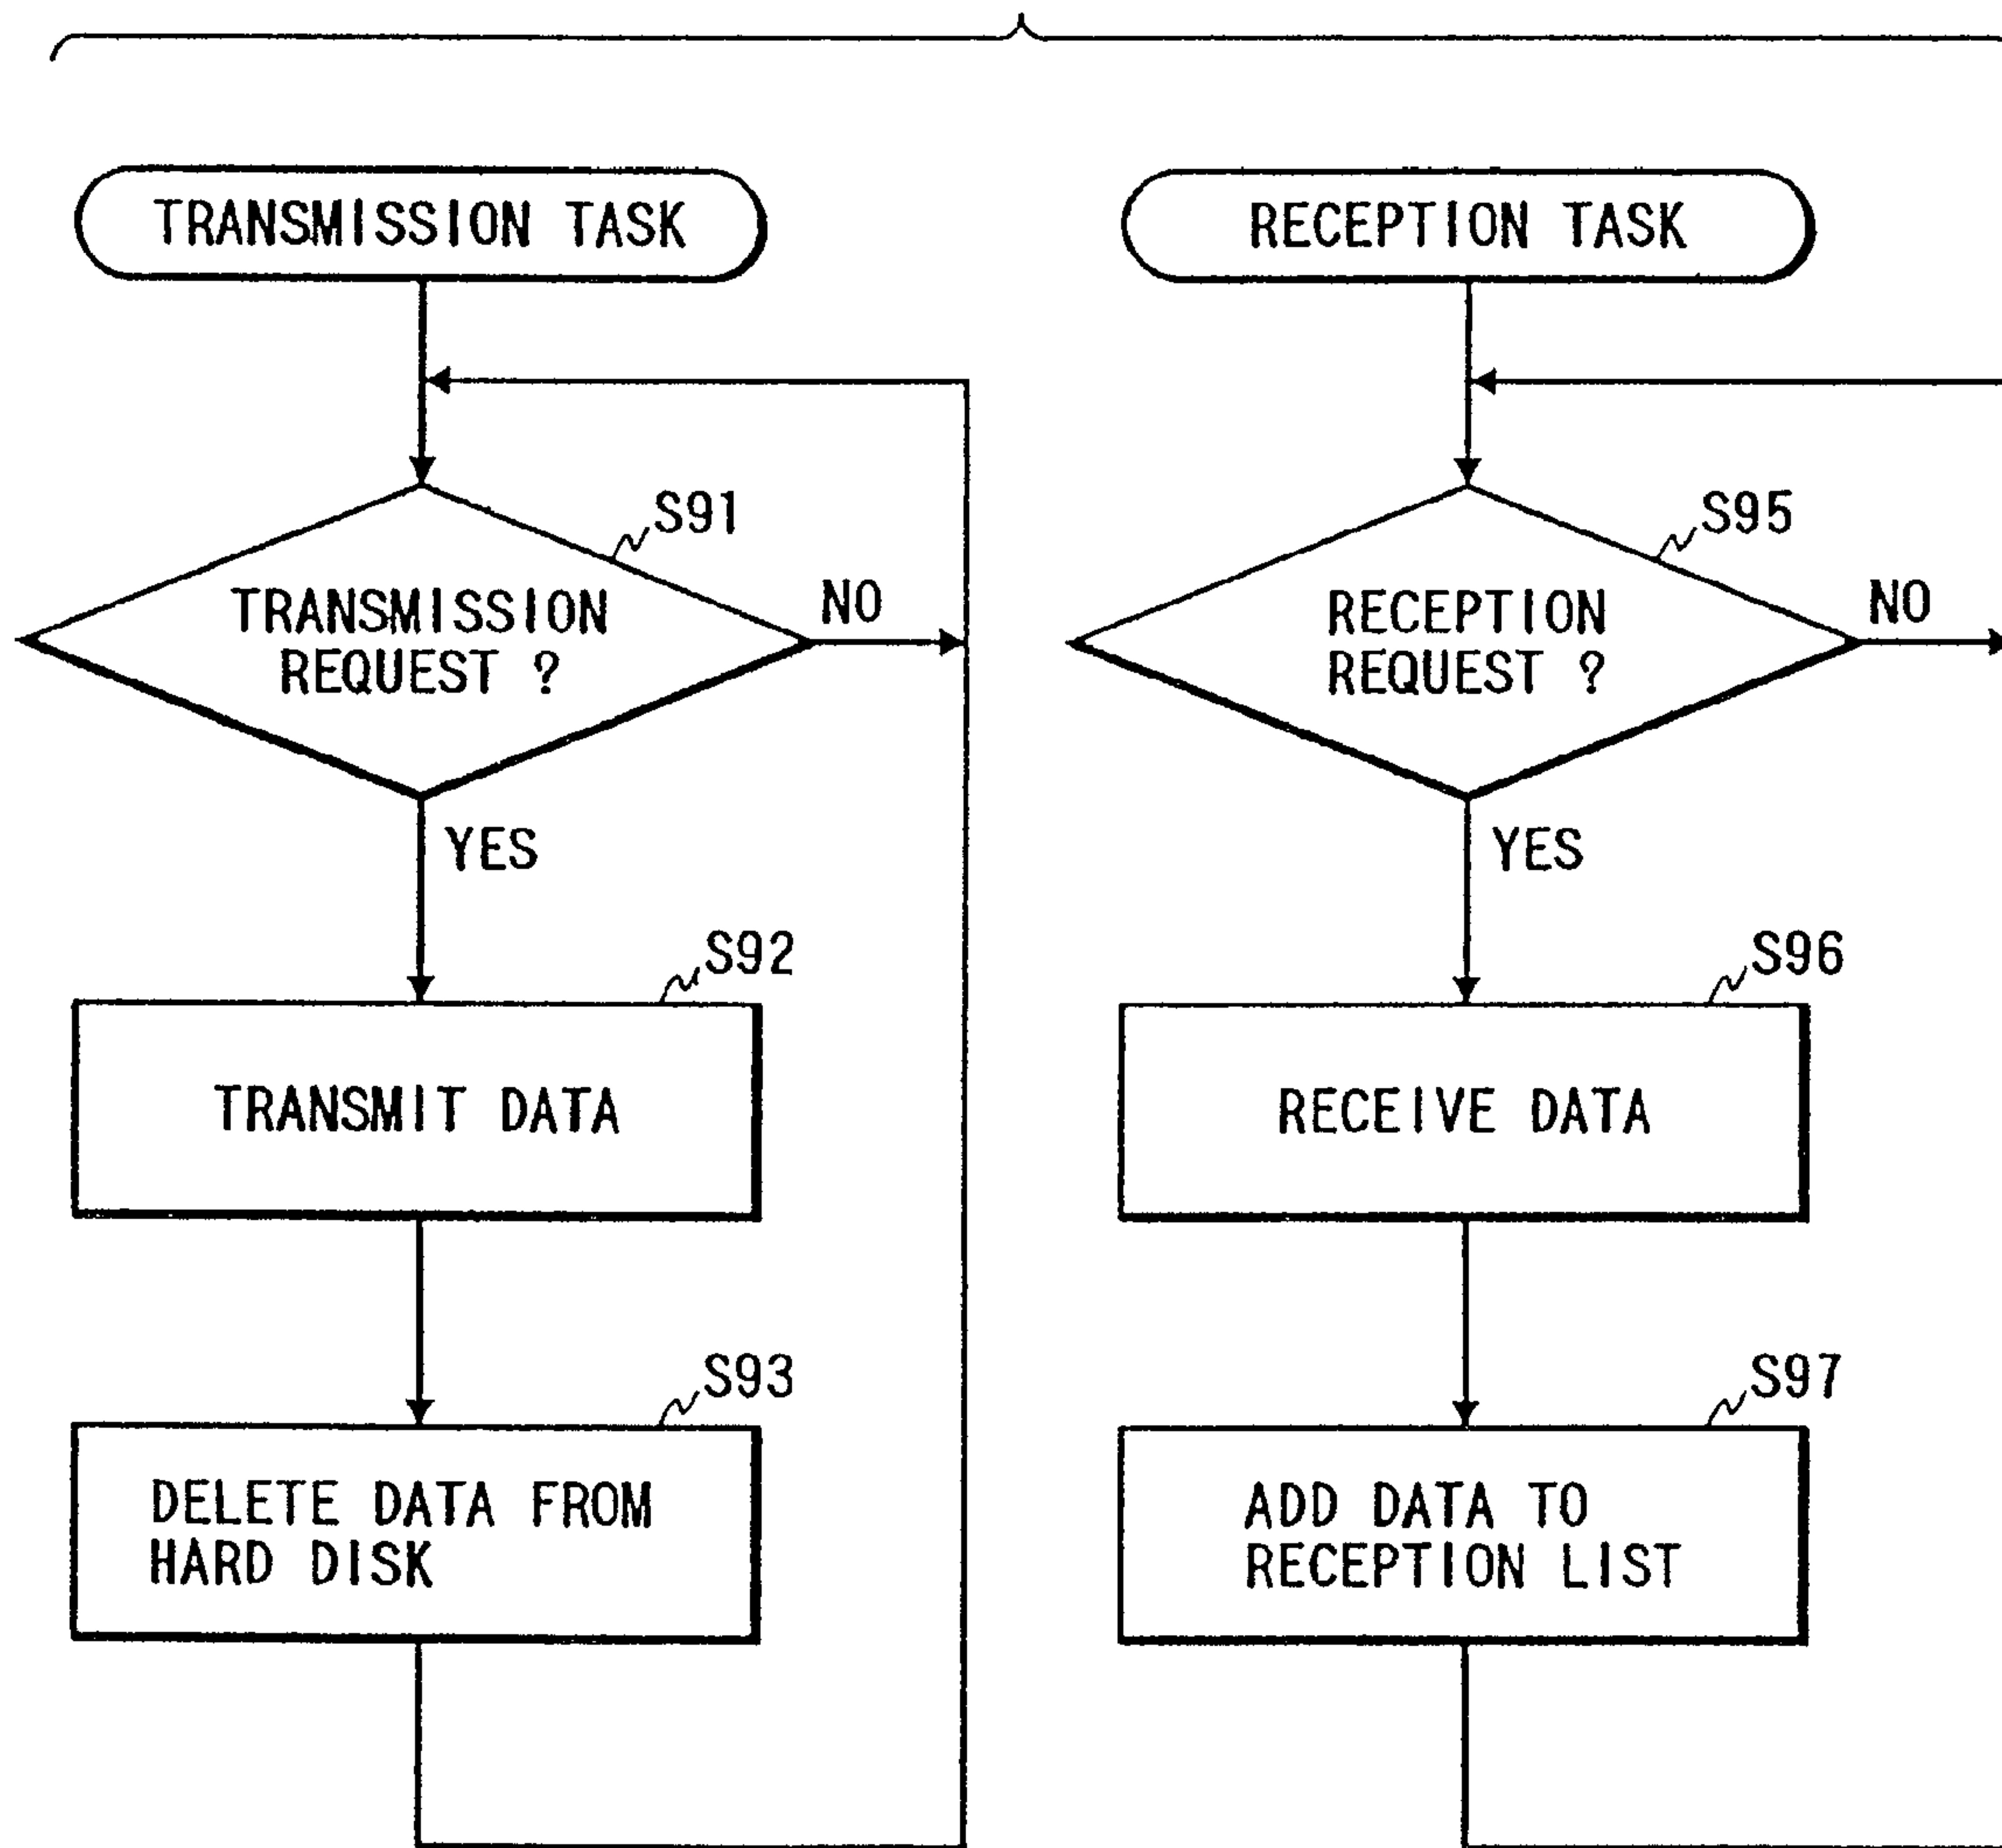 TRANSMISSION TASK
S91
TRANSMISSION
REQUEST ?
NO
YES
S92
TRANSMIT DATA
S93
DELETE DATA FROM
HARD DISK
RECEPTION TASK
S95
RECEPTION
REQUEST ?
NO
YES
S96
RECEIVE DATA
S97
ADD DATA TO
RECEPTION LIST